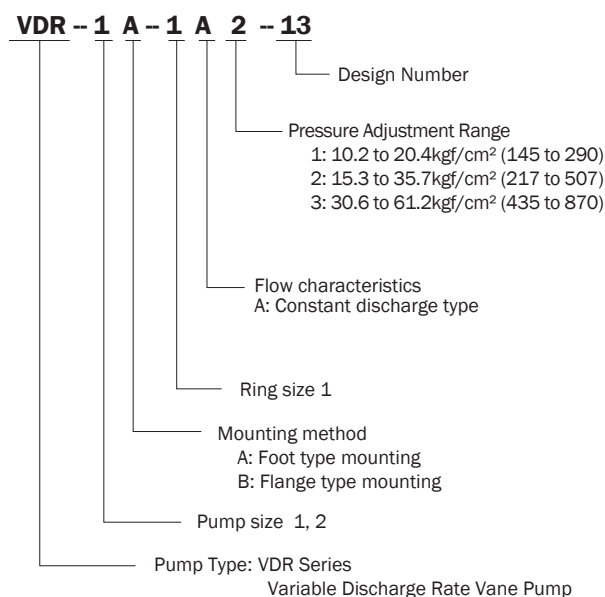 VDR -- 1 A -- 1 A 2 -- 13
Design Number
Pressure Adjustment Range
1: 10.2 to 20.4kgf/cm² (145 to 290)
2: 15.3 to 35.7kgf/cm² (217 to 507)
3: 30.6 to 61.2kgf/cm² (435 to 870)
Flow characteristics
A: Constant discharge type
Ring size 1
Mounting method
A: Foot type mounting
B: Flange type mounting
Pump size 1, 2
Pump Type: VDR Series
Variable Discharge Rate Vane Pump